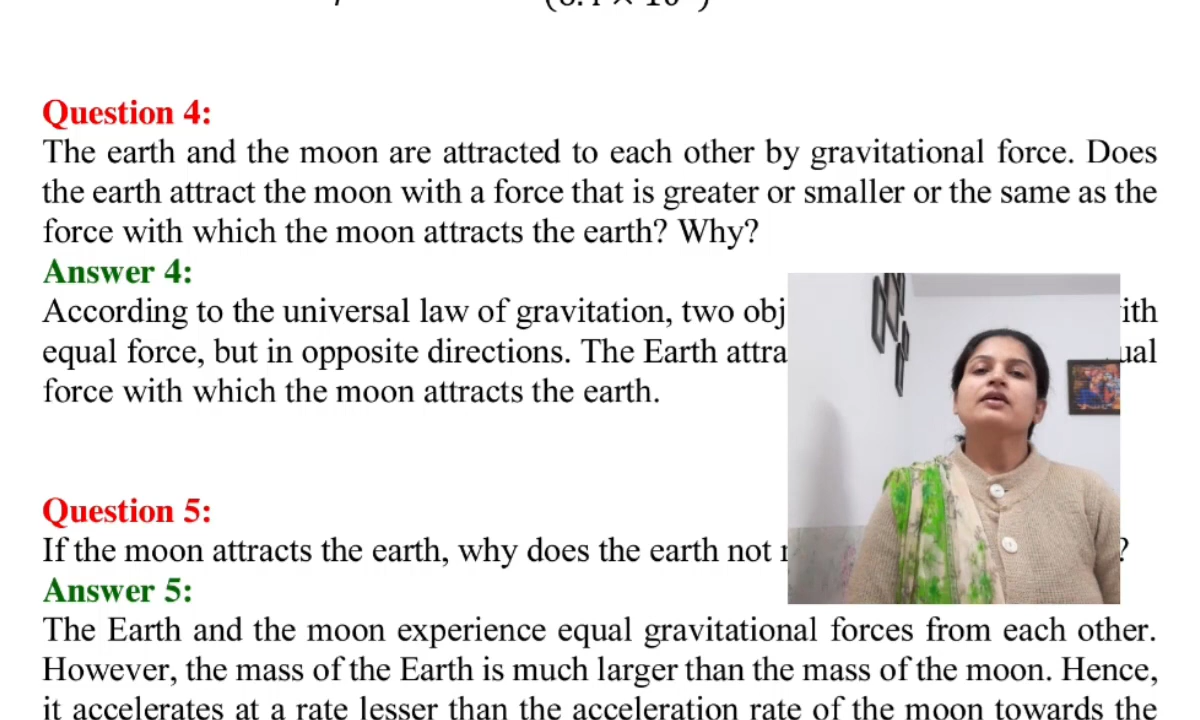 Question 4:
The earth and the moon are attracted to each other by gravitational force. Does
the earth attract the moon with a force that is greater or smaller or the same as the
force with which the moon attracts the earth? Why?
Answer 4:
According to the universal law of gravitation, two
equal force, but in opposite directions. The Earth
force with which the moon attracts the earth.
Question 5:
If the moon attracts the earth, why does the earth not ?
Answer 5:
The Earth and the moon experience equal gravitational forces from each other.
However, the mass of the Earth is much larger than the mass of the moon. Hence,
it accelerates at a rate lesser than the acceleration rate of the moon towards the